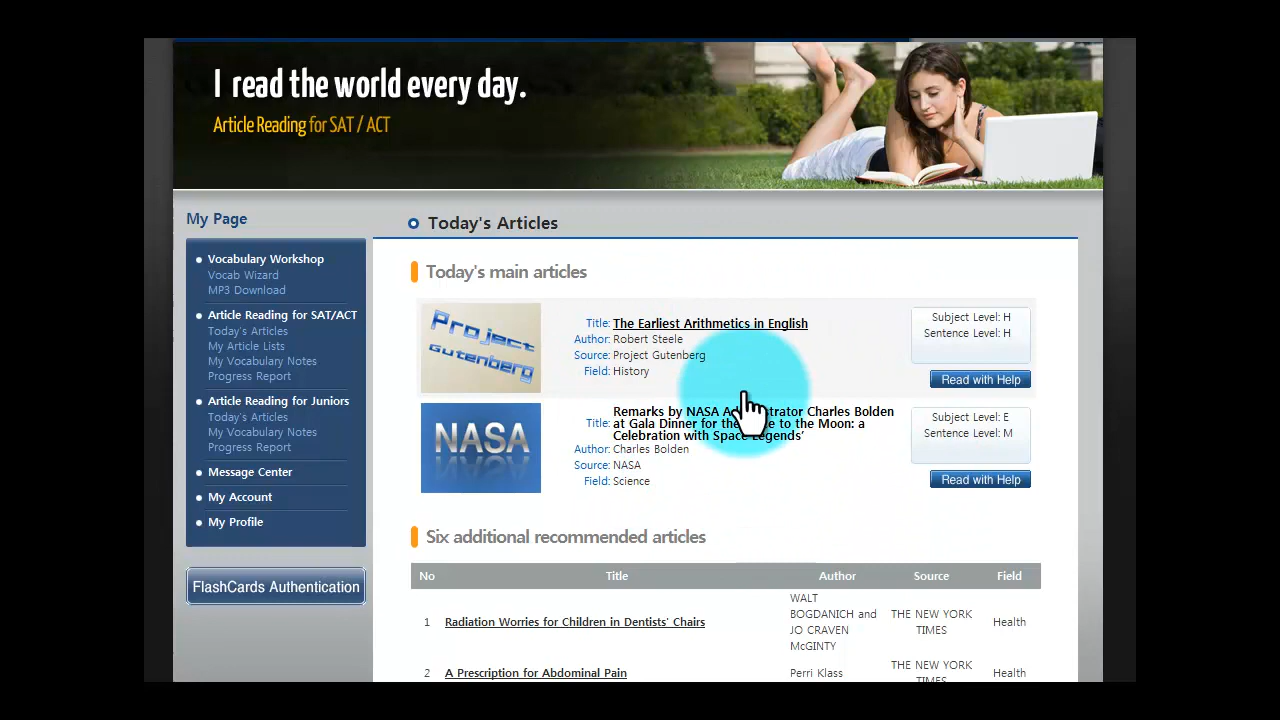 I read the world every day.
Article Reading for SAT / ACT
My Page
Vocabulary Workshop
Vocab Wizard
MP3 Download
Article Reading for SAT/ACT
Today's Articles
My Article Lists
My Vocabulary Notes
Progress Report
Article Reading for Juniors
Today's Articles
My Vocabulary Notes
Progress Report
Message Center
My Account
My Profile
FlashCards Authentication
Today's Articles
Today's main articles
Project
Gutenberg
Title: The Earliest Arithmetics in English
Author: Robert Steele
Source: Project Gutenberg
Field: History
Subject Level: H
Sentence Level: H
Read with Help
NASA
Remarks by NASA Charles Bolden
Title: at Gala Dinner for the to the Moon: a
Celebration with Space Legends'
Author: Charles Bolden
Source: NASA
Field: Science
Subject Level: E
Sentence Level: M
Read with Help
Six additional recommended articles
No Title Author Source Field
1 Radiation Worries for Children in Dentists' Chairs WALT BOGDANICH and JO CRAVEN McGINTY THE NEW YORK TIMES Health
2 A Prescription for Abdominal Pain Perri Klass THE NEW YORK TIMES Health